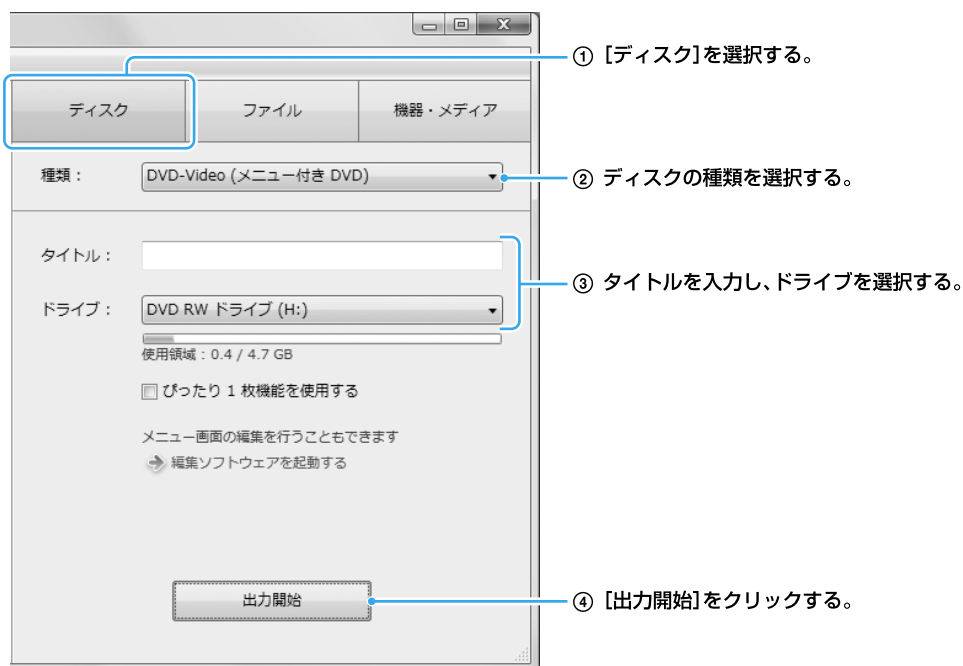 ① [ディスク]を選択する。
ディスク ファイル 機器・メディア
種類： DVD-Video (メニュー付き DVD)
② ディスクの種類を選択する。
タイトル：
③ タイトルを入力し、ドライブを選択する。
ドライブ： DVD RW ドライブ (H:)
使用領域 : 0.4 / 4.7 GB
ぴったり 1 枚機能を使用する
メニュー画面の編集を行うこともできます
編集ソフトウェアを起動する
出力開始
④ [出力開始]をクリックする。